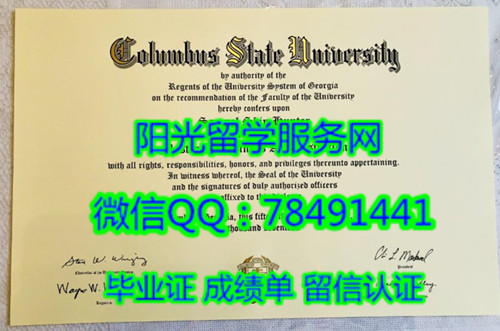 Columbus State University
by authority of the
Regents of the University System of Georgia
on the recommendation of the Faculty of the University
hereby confers upon
阳光留学服务网
with all rights, responsibilities, honors, and privileges thereunto appertaining.
In witness whereof, the Seal of the University
and the signatures of duly authorized officers
微信QQ：78491441
毕业证 成绩单 留信认证